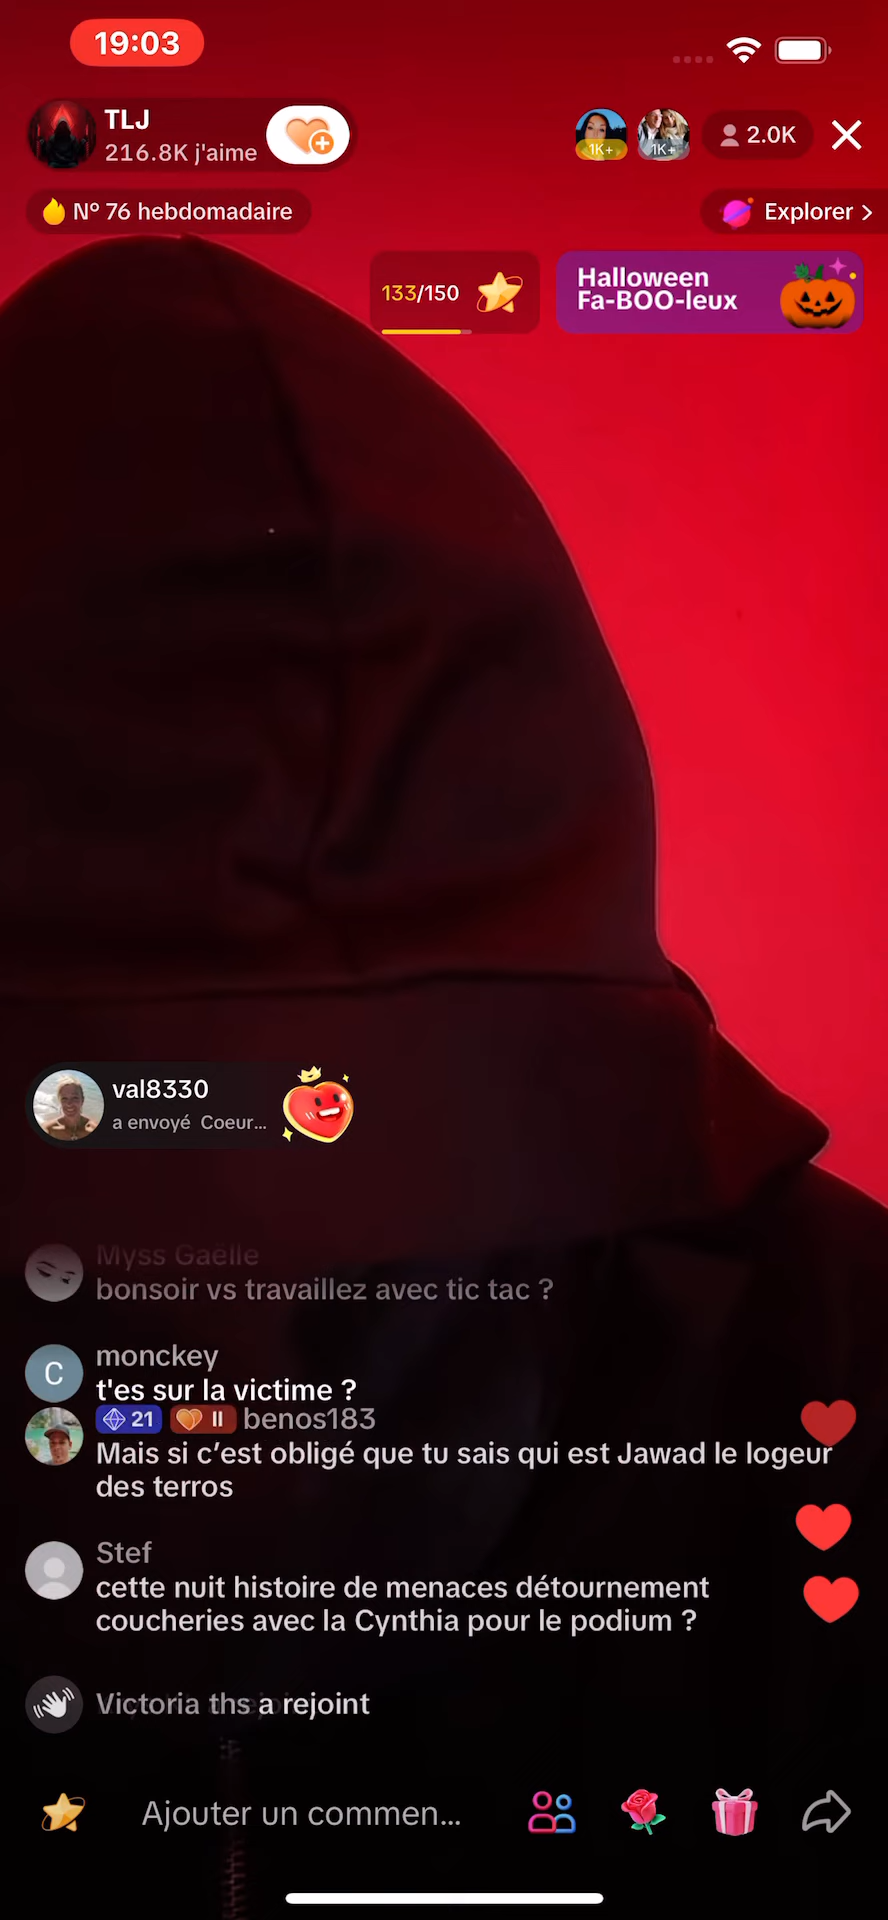 19:03
TLJ
216.8K j'aime
1K+
1K+
2.0K
N° 76 hebdomadaire
Explorer >
133/150
Halloween
Fa-BOO-leux
val8330
a envoyé Coeur...
Myss Gaëlle
bonsoir vs travaillez avec tic tac ?
C
monckey
t'es sur la victime ?
21 II benos183
Mais si c’est obligé que tu sais qui est Jawad le logeur
des terros
Stef
cette nuit histoire de menaces détournement
coucheries avec la Cynthia pour le podium ?
Victoria ths a rejoint
Ajouter un commen...